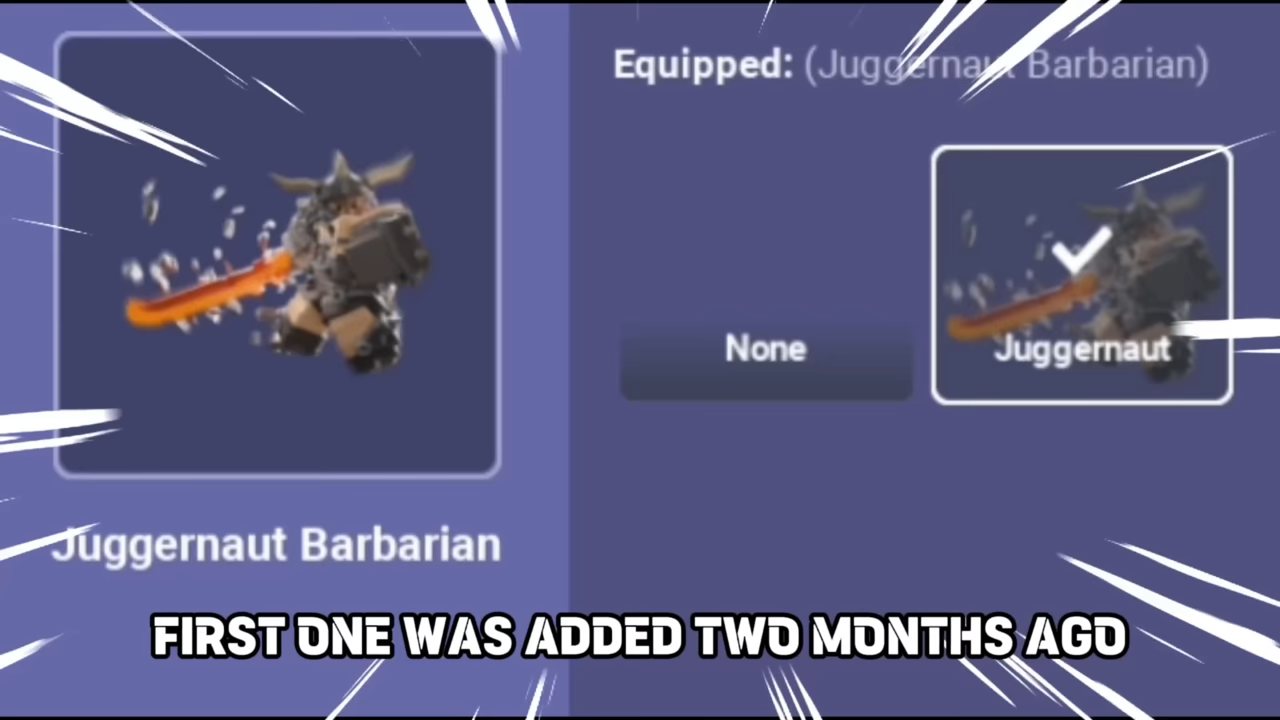 Equipped: (Juggernaut Barbarian)
None
Juggernaut
Juggernaut Barbarian
FIRST ONE WAS ADDED TWO MONTHS AGO